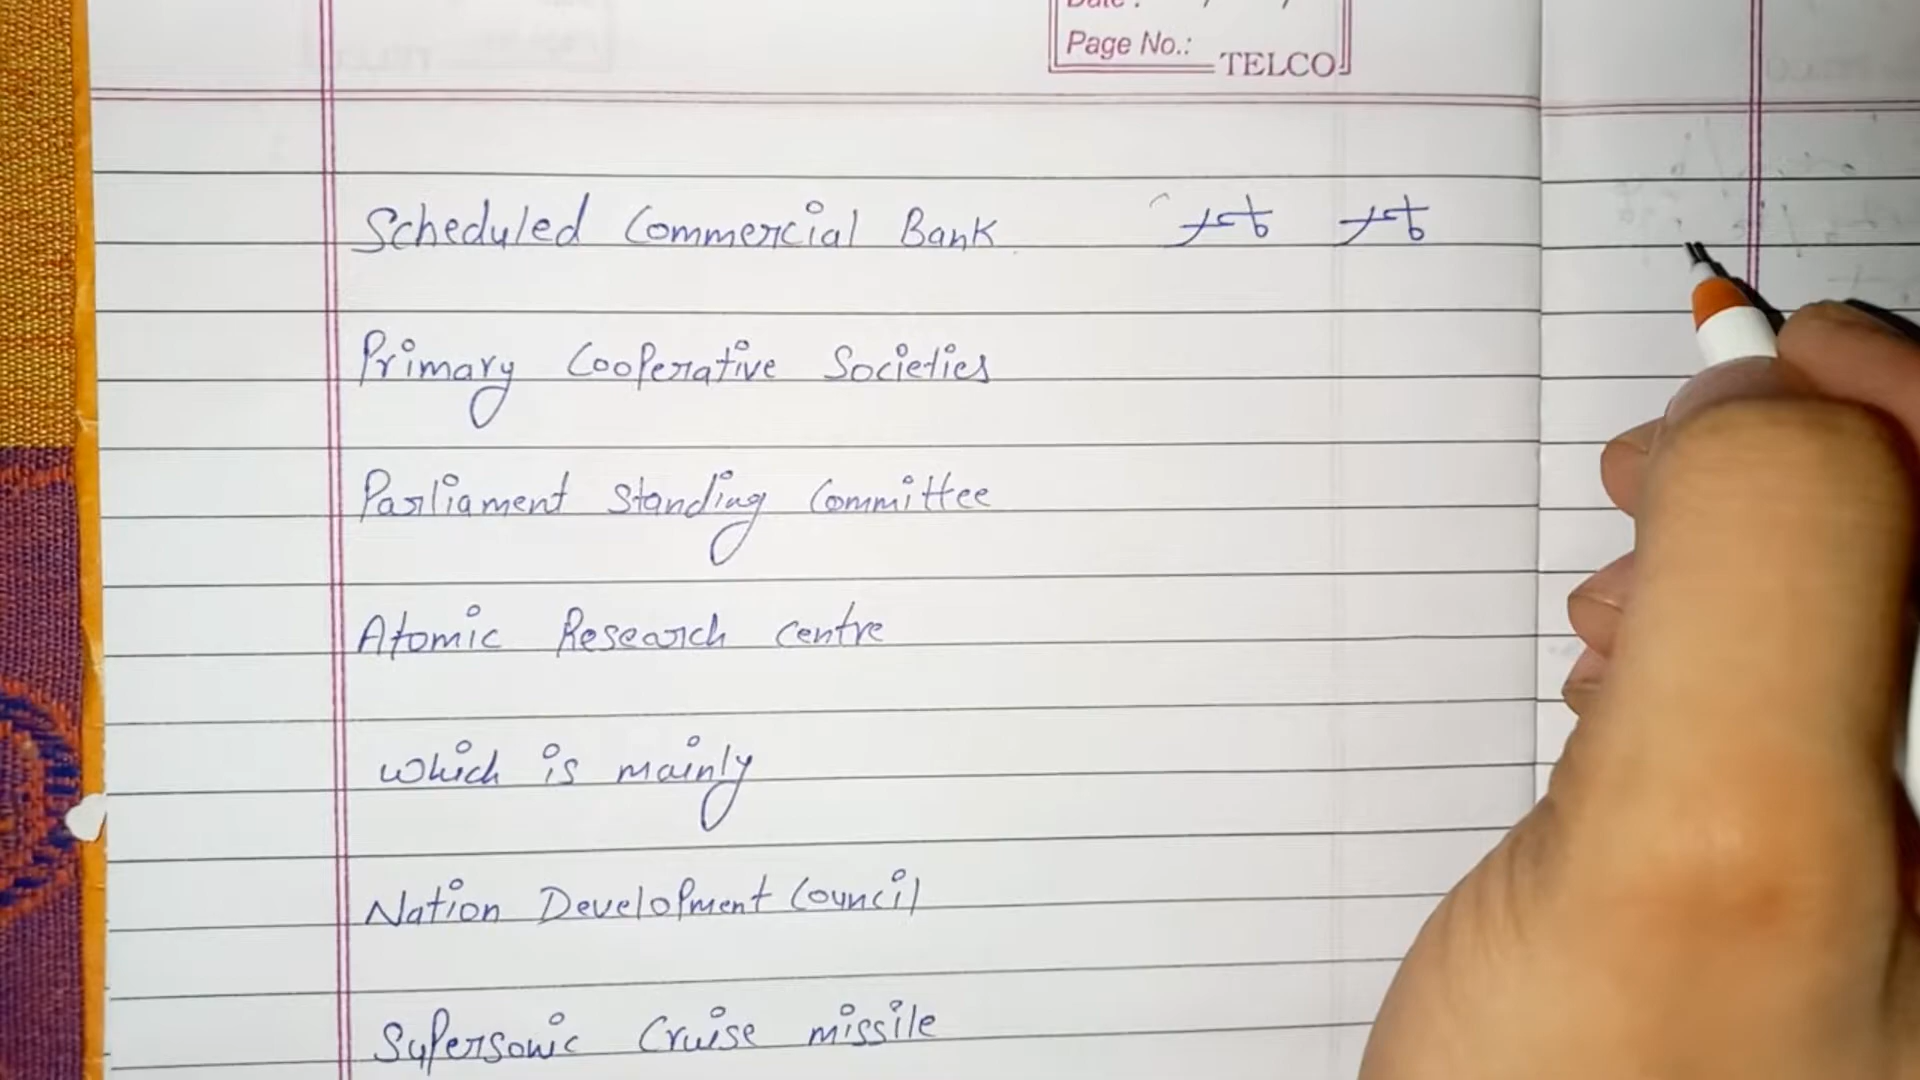 Date : / /
Page No.:
TELCO
Scheduled Commercial Bank
Primary Cooperative Societies
Parliament Standing Committee
Atomic Research centre
which is mainly
Nation Development Council
Supersonic Cruise missile